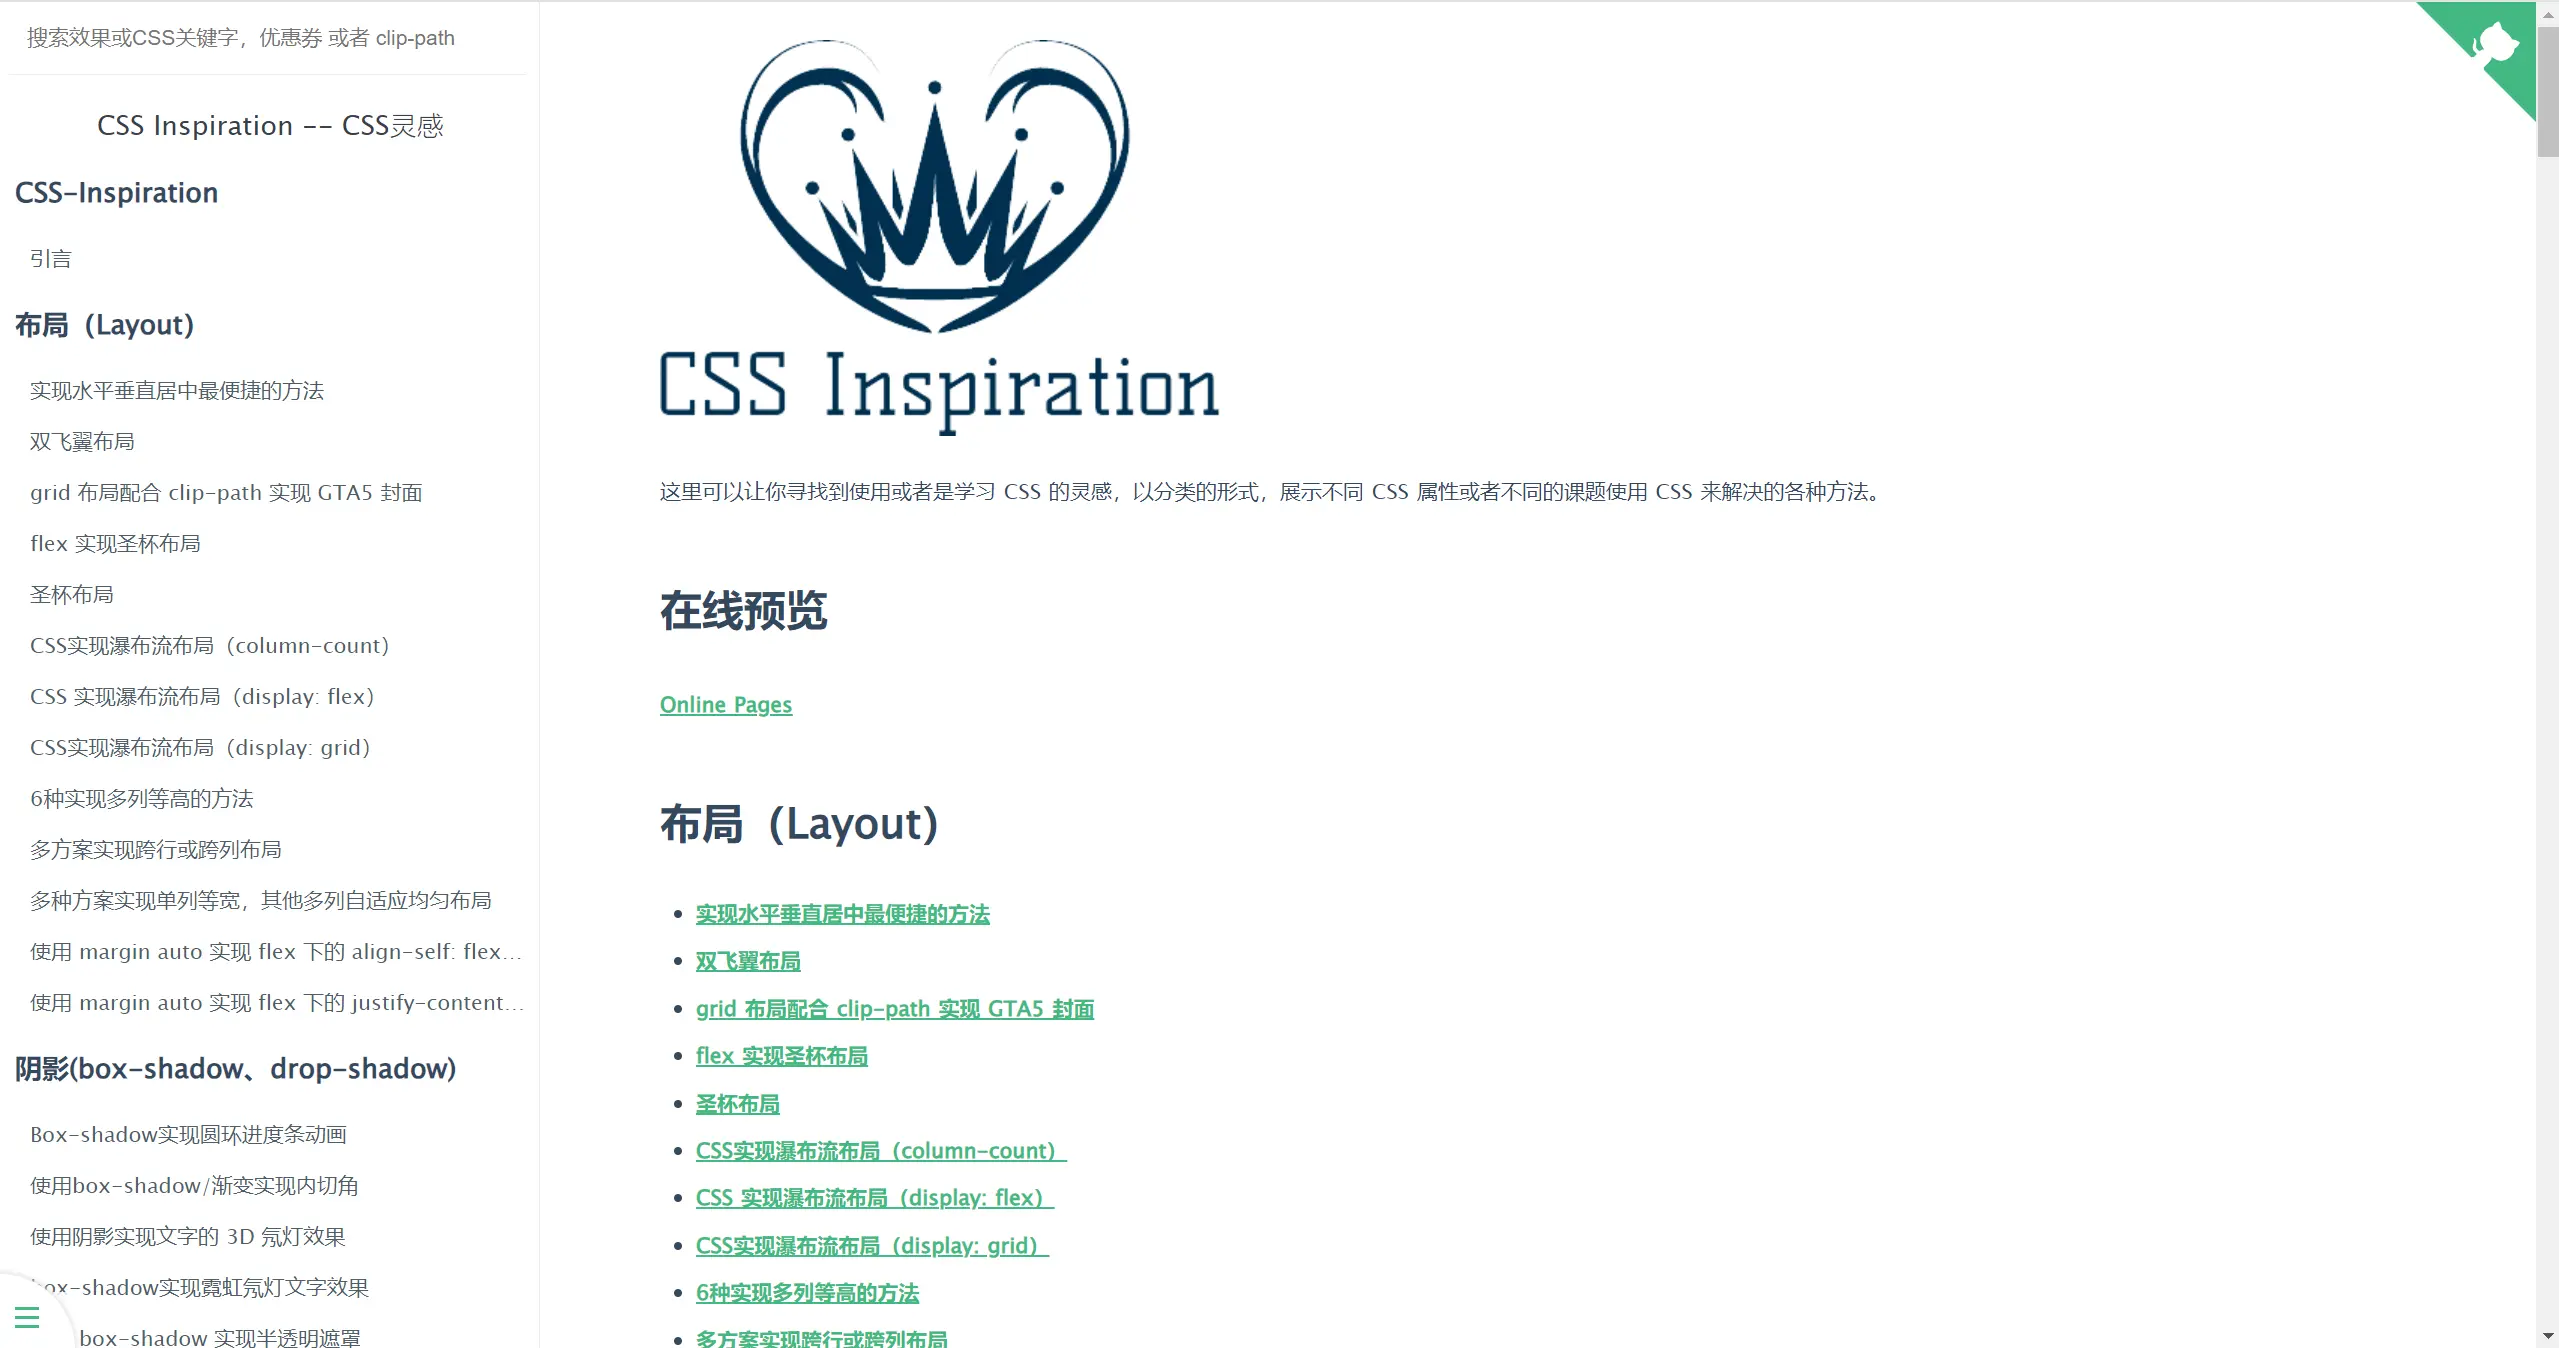 搜索效果或CSS关键字，优惠券 或者 clip-path
CSS Inspiration -- CSS灵感
CSS-Inspiration
引言
布局（Layout）
实现水平垂直居中最便捷的方法
双飞翼布局
grid 布局配合 clip-path 实现 GTA5 封面
flex 实现圣杯布局
圣杯布局
CSS实现瀑布流布局（column-count）
CSS 实现瀑布流布局（display: flex）
CSS实现瀑布流布局（display: grid）
6种实现多列等高的方法
多方案实现跨行或跨列布局
多种方案实现单列等宽，其他多列自适应均匀布局
使用 margin auto 实现 flex 下的 align-self: flex...
使用 margin auto 实现 flex 下的 justify-content...
阴影(box-shadow、drop-shadow)
Box-shadow实现圆环进度条动画
使用box-shadow/渐变实现内切角
使用阴影实现文字的 3D 氖灯效果
box-shadow实现霓虹氖灯文字效果
box-shadow 实现半透明遮罩
CSS Inspiration
这里可以让你寻找到使用或者是学习 CSS 的灵感，以分类的形式，展示不同 CSS 属性或者不同的课题使用 CSS 来解决的各种方法。
在线预览
Online Pages
布局（Layout）
实现水平垂直居中最便捷的方法
双飞翼布局
grid 布局配合 clip-path 实现 GTA5 封面
flex 实现圣杯布局
圣杯布局
CSS实现瀑布流布局（column-count）
CSS 实现瀑布流布局（display: flex）
CSS实现瀑布流布局（display: grid）
6种实现多列等高的方法
多方案实现跨行或跨列布局